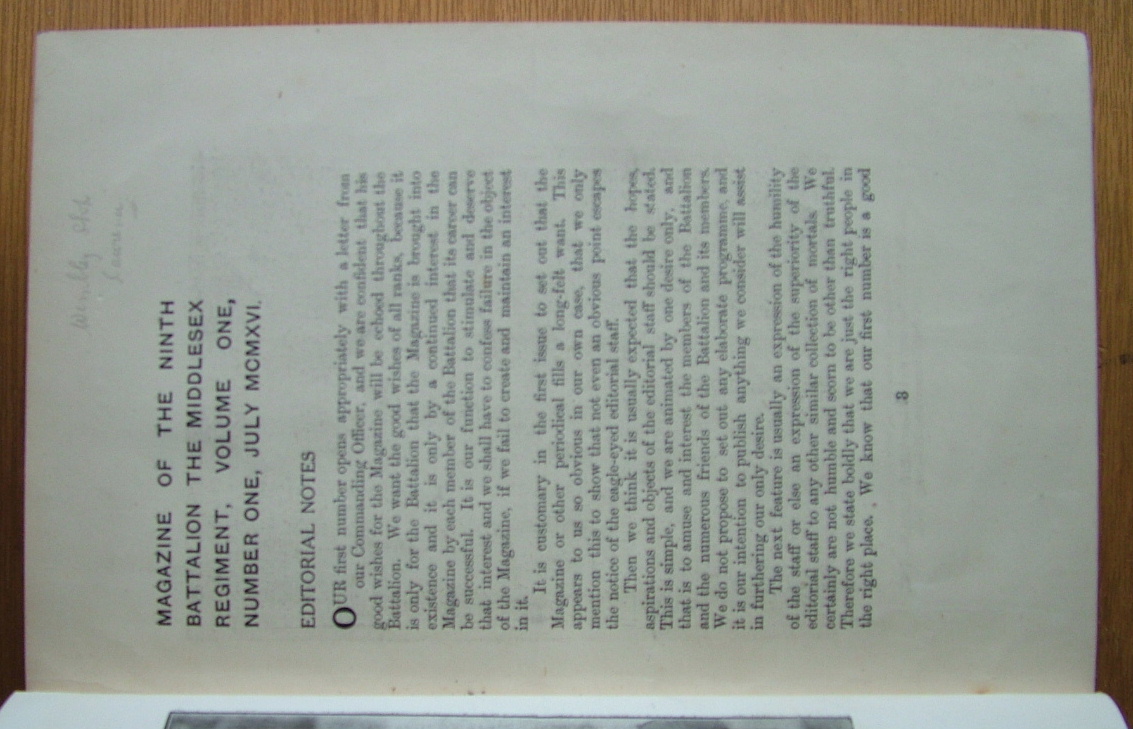 MAGAZINE OF THE NINTH
BATTALION THE MIDDLESEX
REGIMENT, VOLUME ONE,
NUMBER ONE, JULY MCMXVI.
EDITORIAL NOTES
OUR first number opens appropriately with a letter from
our Commanding Officer, and we are confident that his
good wishes for the Magazine will be echoed throughout the
Battalion. We want the good wishes of all ranks, because it
is only for the Battalion that the Magazine is brought into
existence and it is only by a continued interest in the
Magazine by each member of the Battalion that its career can
be successful. It is our function to stimulate and deserve
that interest and we shall have to confess failure in the object
of the Magazine, if we fail to create and maintain an interest
in it.
It is customary in the first issue to set out that the
Magazine or other periodical fills a long-felt want. This
appears to us so obvious in our own case, that we only
mention this to show that not even an obvious point escapes
the notice of the eagle-eyed editorial staff.
Then we think it is usually expected that the hopes,
aspirations and objects of the editorial staff should be stated.
This is simple, and we are animated by one desire only, and
that is to amuse and interest the members of the Battalion
and the numerous friends of the Battalion and its members.
We do not propose to set out any elaborate programme, and
it is our intention to publish anything we consider will assist
in furthering our only desire.
The next feature is usually an expression of the humility
of the staff or else an expression of the superiority of the
editorial staff to any other similar collection of mortals. We
certainly are not humble and scorn to be other than truthful.
Therefore we state boldly that we are just the right people in
the right place. We know that our first number is a good
3